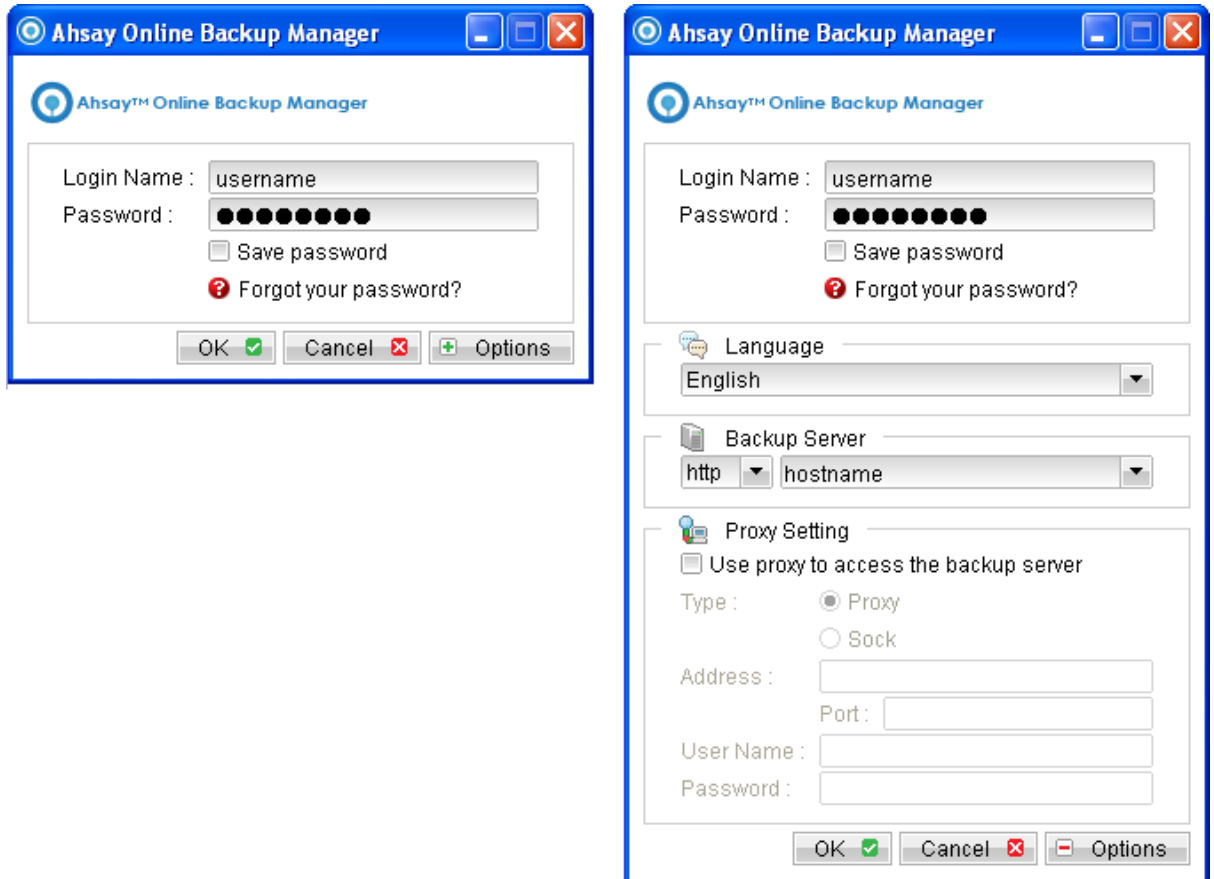 Ahsay Online Backup Manager
Ahsay™ Online Backup Manager
Login Name : username
Password : ●●●●●●●●
Save password
Forgot your password?
OK Cancel Options
Ahsay Online Backup Manager
Ahsay™ Online Backup Manager
Login Name : username
Password : ●●●●●●●●
Save password
Forgot your password?
Language
English
Backup Server
http hostname
Proxy Setting
Use proxy to access the backup server
Type : Proxy
Sock
Address :
Port :
User Name :
Password :
OK Cancel Options